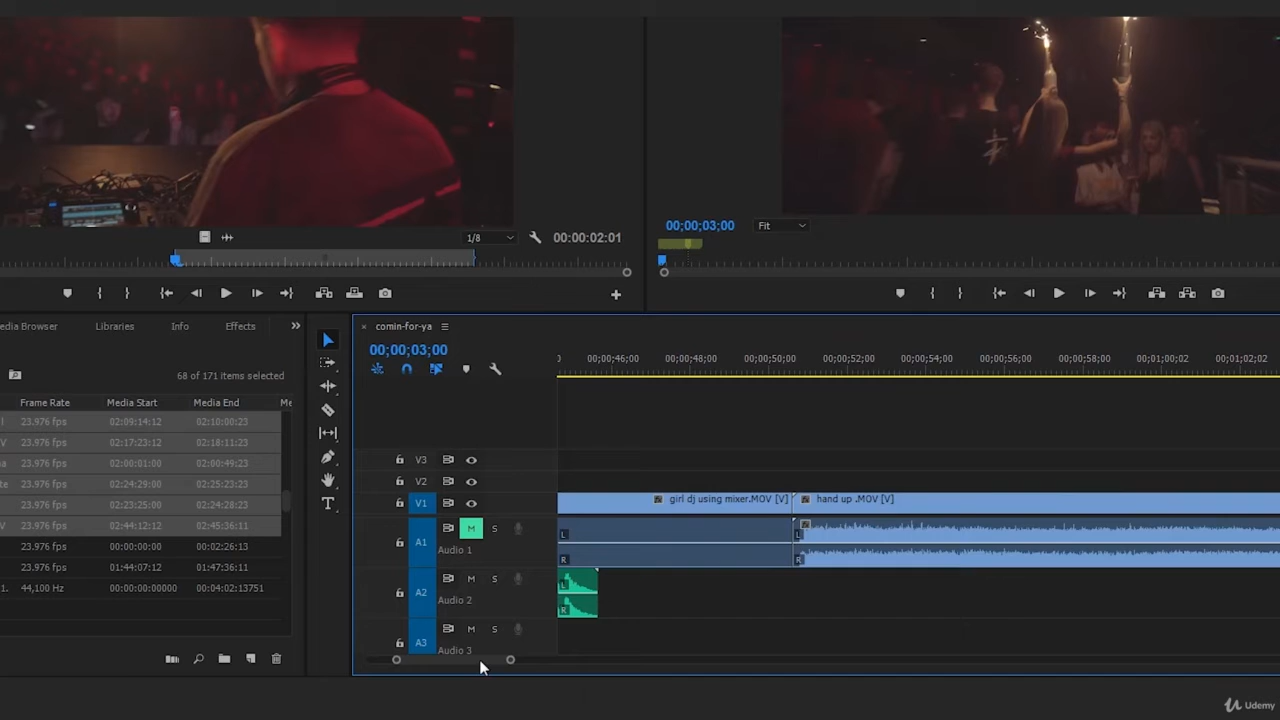 1/8
00:00:02:01
00;00;03;00
Fit
edia Browser
Libraries
Info
Effects
comin-for-ya
00;00;03;00
68 of 171 items selected
0
00;00;46;00
00;00;48;00
00;00;50;00
00;00;52;00
00;00;54;00
00;00;56;00
00;00;58;00
00;01;00;02
00;01;02;02
Frame Rate
Media Start
Media End
Me
23.976 fps
02:09:14:12
02:10:00:23
V
23.976 fps
02:17:23:12
02:18:11:23
23.976 fps
02:00:01:00
02:00:49:23
te
23.976 fps
02:24:29:00
02:25:23:23
23.976 fps
02:23:25:00
02:24:28:23
V
23.976 fps
02:44:12:12
02:45:36:11
23.976 fps
00:00:00:00
00:02:26:13
23.976 fps
01:44:07:12
01:47:36:11
1.
44,100 Hz
00:00:00:00000
00:04:02:13751
V3
V2
V1
girl dj using mixer.MOV [V]
hand up .MOV [V]
A1
M
S
Audio 1
L
R
L
R
A2
M
S
Audio 2
L
R
A3
M
S
Audio 3
Udemy